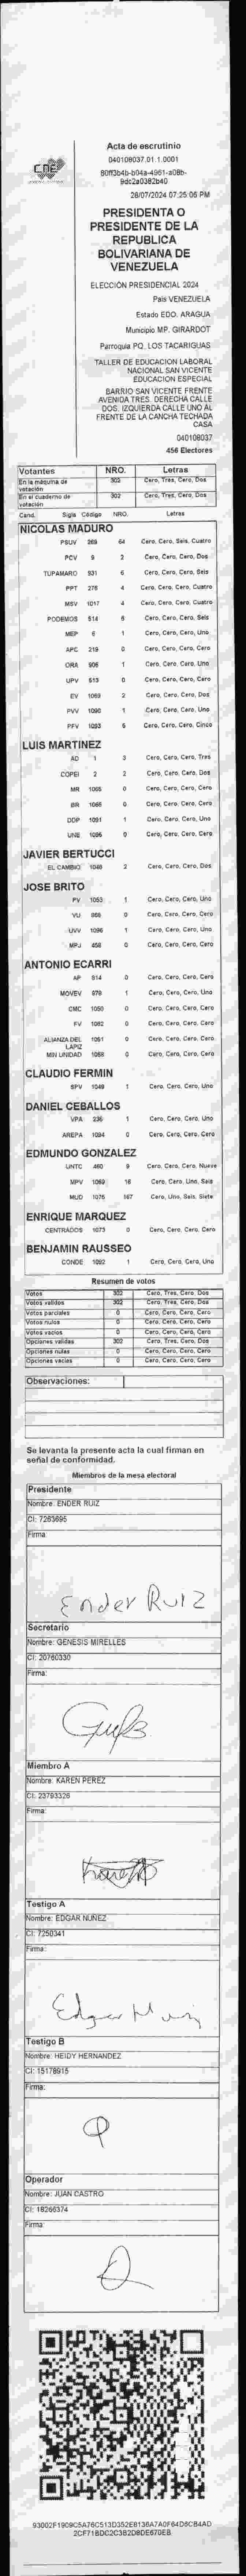 CNE
Acta de escrutinio
040109037.01.1.0001
28/07/2024 07:25:06 PM
PRESIDENTA O
PRESIDENTE DE LA
REPUBLICA
BOLIVARIANA DE
VENEZUELA
ELECCIÓN PRESIDENCIAL 2024
País VENEZUELA
Estado EDO. ARAGUA
Municipio MP. GIRARDOT
Parroquia PQ. LOS TACARIGUAS
TALLER DE EDUCACION LABORAL
NACIONAL SAN VICENTE
EDUCACION ESPECIAL
BARRIO SAN VICENTE FRENTE
AVENIDA TRES. DERECHA CALLE
DOS. IZQUIERDA CALLE UNO AL
FRENTE DE LA CANCHA TECHADA
CASA
040109037
456 Electores
Votantes NRO. Letras
En la máquina de votación 302 Cero, Tres, Cero, Dos
En el cuaderno de votación 302 Cero, Tres, Cero, Dos
Cand. Sigla Código NRO. Letras
NICOLAS MADURO
PSUV 269 64 Cero, Cero, Seis, Cuatro
PCV 9 2 Cero, Cero, Cero, Dos
TUPAMARO 931 6 Cero, Cero, Cero, Seis
PPT 276 4 Cero, Cero, Cero, Cuatro
MSV 1017 4 Cero, Cero, Cero, Cuatro
PODEMOS 514 6 Cero, Cero, Cero, Seis
MEP 6 1 Cero, Cero, Cero, Uno
APC 219 0 Cero, Cero, Cero, Cero
ORA 906 1 Cero, Cero, Cero, Uno
UPV 513 0 Cero, Cero, Cero, Cero
EV 1069 2 Cero, Cero, Cero, Dos
PVV 1090 1 Cero, Cero, Cero, Uno
PFV 1093 5 Cero, Cero, Cero, Cinco
LUIS MARTINEZ
AD 1 3 Cero, Cero, Cero, Tres
COPEI 2 2 Cero, Cero, Cero, Dos
MR 1065 0 Cero, Cero, Cero, Cero
BR 1068 0 Cero, Cero, Cero, Cero
DDP 1091 1 Cero, Cero, Cero, Uno
UNE 1096 0 Cero, Cero, Cero, Cero
JAVIER BERTUCCI
EL CAMBIO 1040 2 Cero, Cero, Cero, Dos
JOSE BRITO
PV 1053 1 Cero, Cero, Cero, Uno
VU 906 0 Cero, Cero, Cero, Cero
UVV 1096 1 Cero, Cero, Cero, Uno
MPJ 458 0 Cero, Cero, Cero, Cero
ANTONIO ECARRI
AP 914 0 Cero, Cero, Cero, Cero
MOVEV 979 1 Cero, Cero, Cero, Uno
CMC 1050 0 Cero, Cero, Cero, Cero
FV 1082 0 Cero, Cero, Cero, Cero
ALIANZA DEL LAPIZ 1051 0 Cero, Cero, Cero, Cero
MIN UNIDAD 1088 0 Cero, Cero, Cero, Cero
CLAUDIO FERMIN
SPV 1049 1 Cero, Cero, Cero, Uno
DANIEL CEBALLOS
VPA 236 1 Cero, Cero, Cero, Uno
AREPA 1094 0 Cero, Cero, Cero, Cero
EDMUNDO GONZALEZ
UNTC 460 9 Cero, Cero, Cero, Nueve
MPV 1069 16 Cero, Cero, Uno, Seis
MUD 1076 167 Cero, Uno, Seis, Siete
ENRIQUE MARQUEZ
CENTRADOS 1073 0 Cero, Cero, Cero, Cero
BENJAMIN RAUSSEO
CONDE 1092 1 Cero, Cero, Cero, Uno
Resumen de votos
Votos 302 Cero, Tres, Cero, Dos
Votos validos 302 Cero, Tres, Cero, Dos
Votos parciales 0 Cero, Cero, Cero, Cero
Votos nulos 0 Cero, Cero, Cero, Cero
Votos vacios 0 Cero, Cero, Cero, Cero
Opciones validas 302 Cero, Tres, Cero, Dos
Opciones nulas 0 Cero, Cero, Cero, Cero
Opciones vacias 0 Cero, Cero, Cero, Cero
Observaciones:
Se levanta la presente acta la cual firman en
señal de conformidad.
Miembros de la mesa electoral
Presidente
Nombre: ENDER RUIZ
CI: 7263695
Firma:
Ender Ruiz
Secretario
Nombre: GENESIS MIRELLES
CI: 20760330
Firma:
Miembro A
Nombre: KAREN PEREZ
CI: 23793326
Firma:
Testigo A
Nombre: EDGAR NUÑEZ
CI: 7250341
Firma:
Edgar
Testigo B
Nombre: HEIDY HERNANDEZ
CI: 15178915
Firma:
Operador
Nombre: JUAN CASTRO
CI: 18266374
Firma: